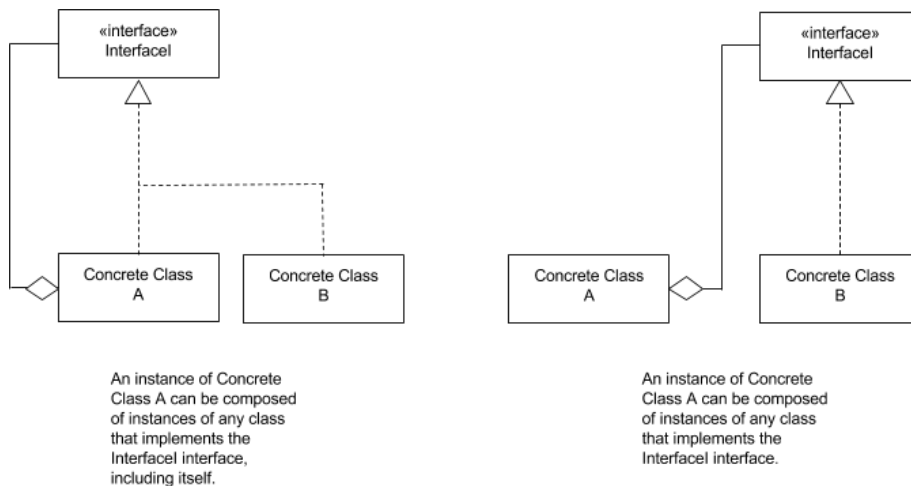 «interface»
InterfaceI
«interface»
InterfaceI
Concrete Class
A
Concrete Class
B
Concrete Class
A
Concrete Class
B
An instance of Concrete
Class A can be composed
of instances of any class
that implements the
InterfaceI interface,
including itself.
An instance of Concrete
Class A can be composed
of instances of any class
that implements the
InterfaceI interface.